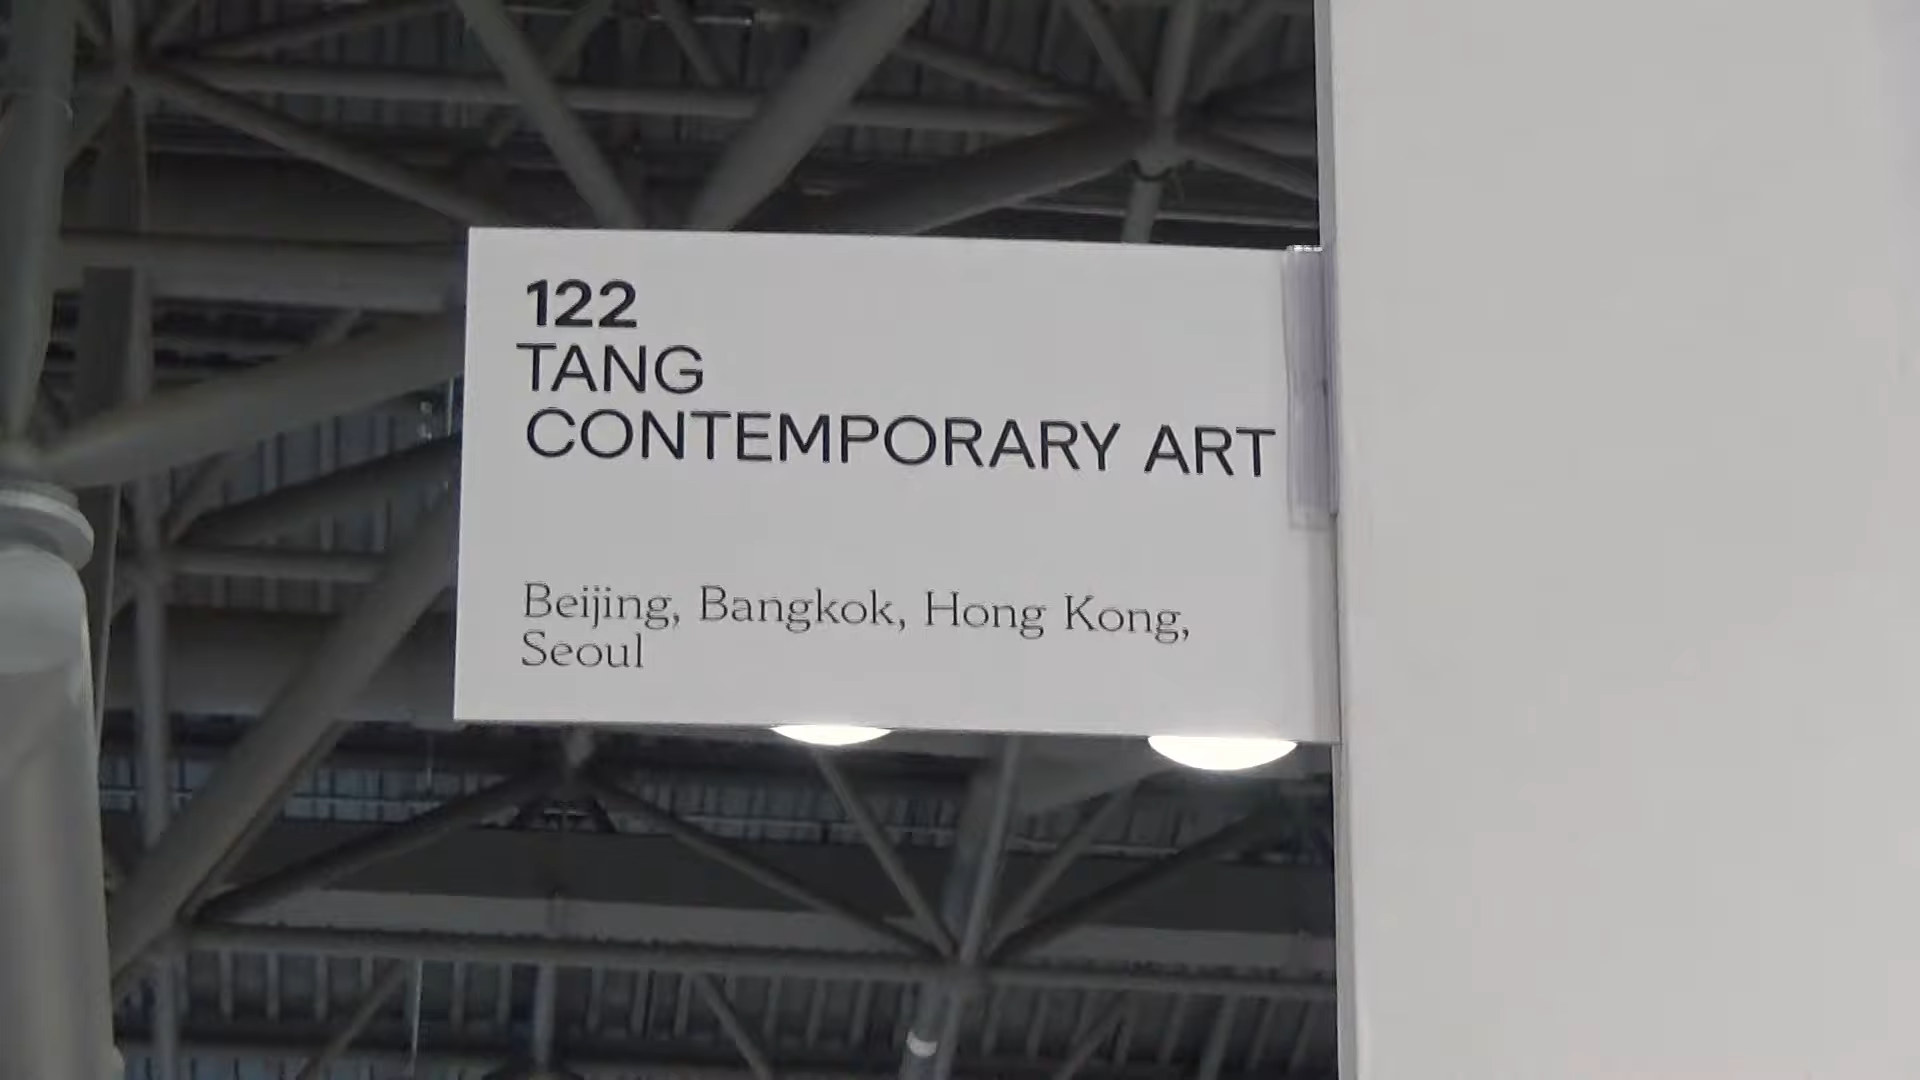 122
TANG
CONTEMPORARY ART
Beijing, Bangkok, Hong Kong,
Seoul